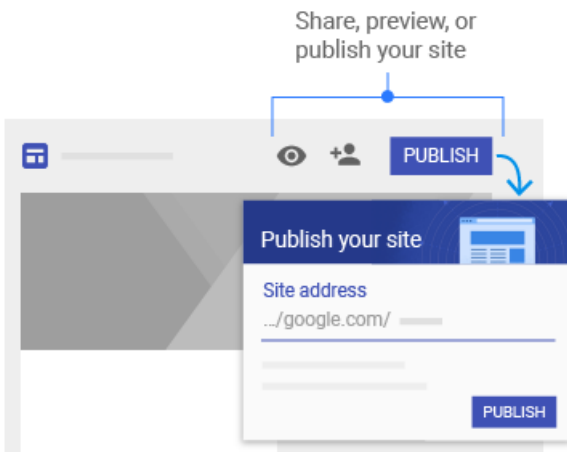 Share, preview, or
publish your site
PUBLISH
Publish your site
Site address
.../google.com/
PUBLISH